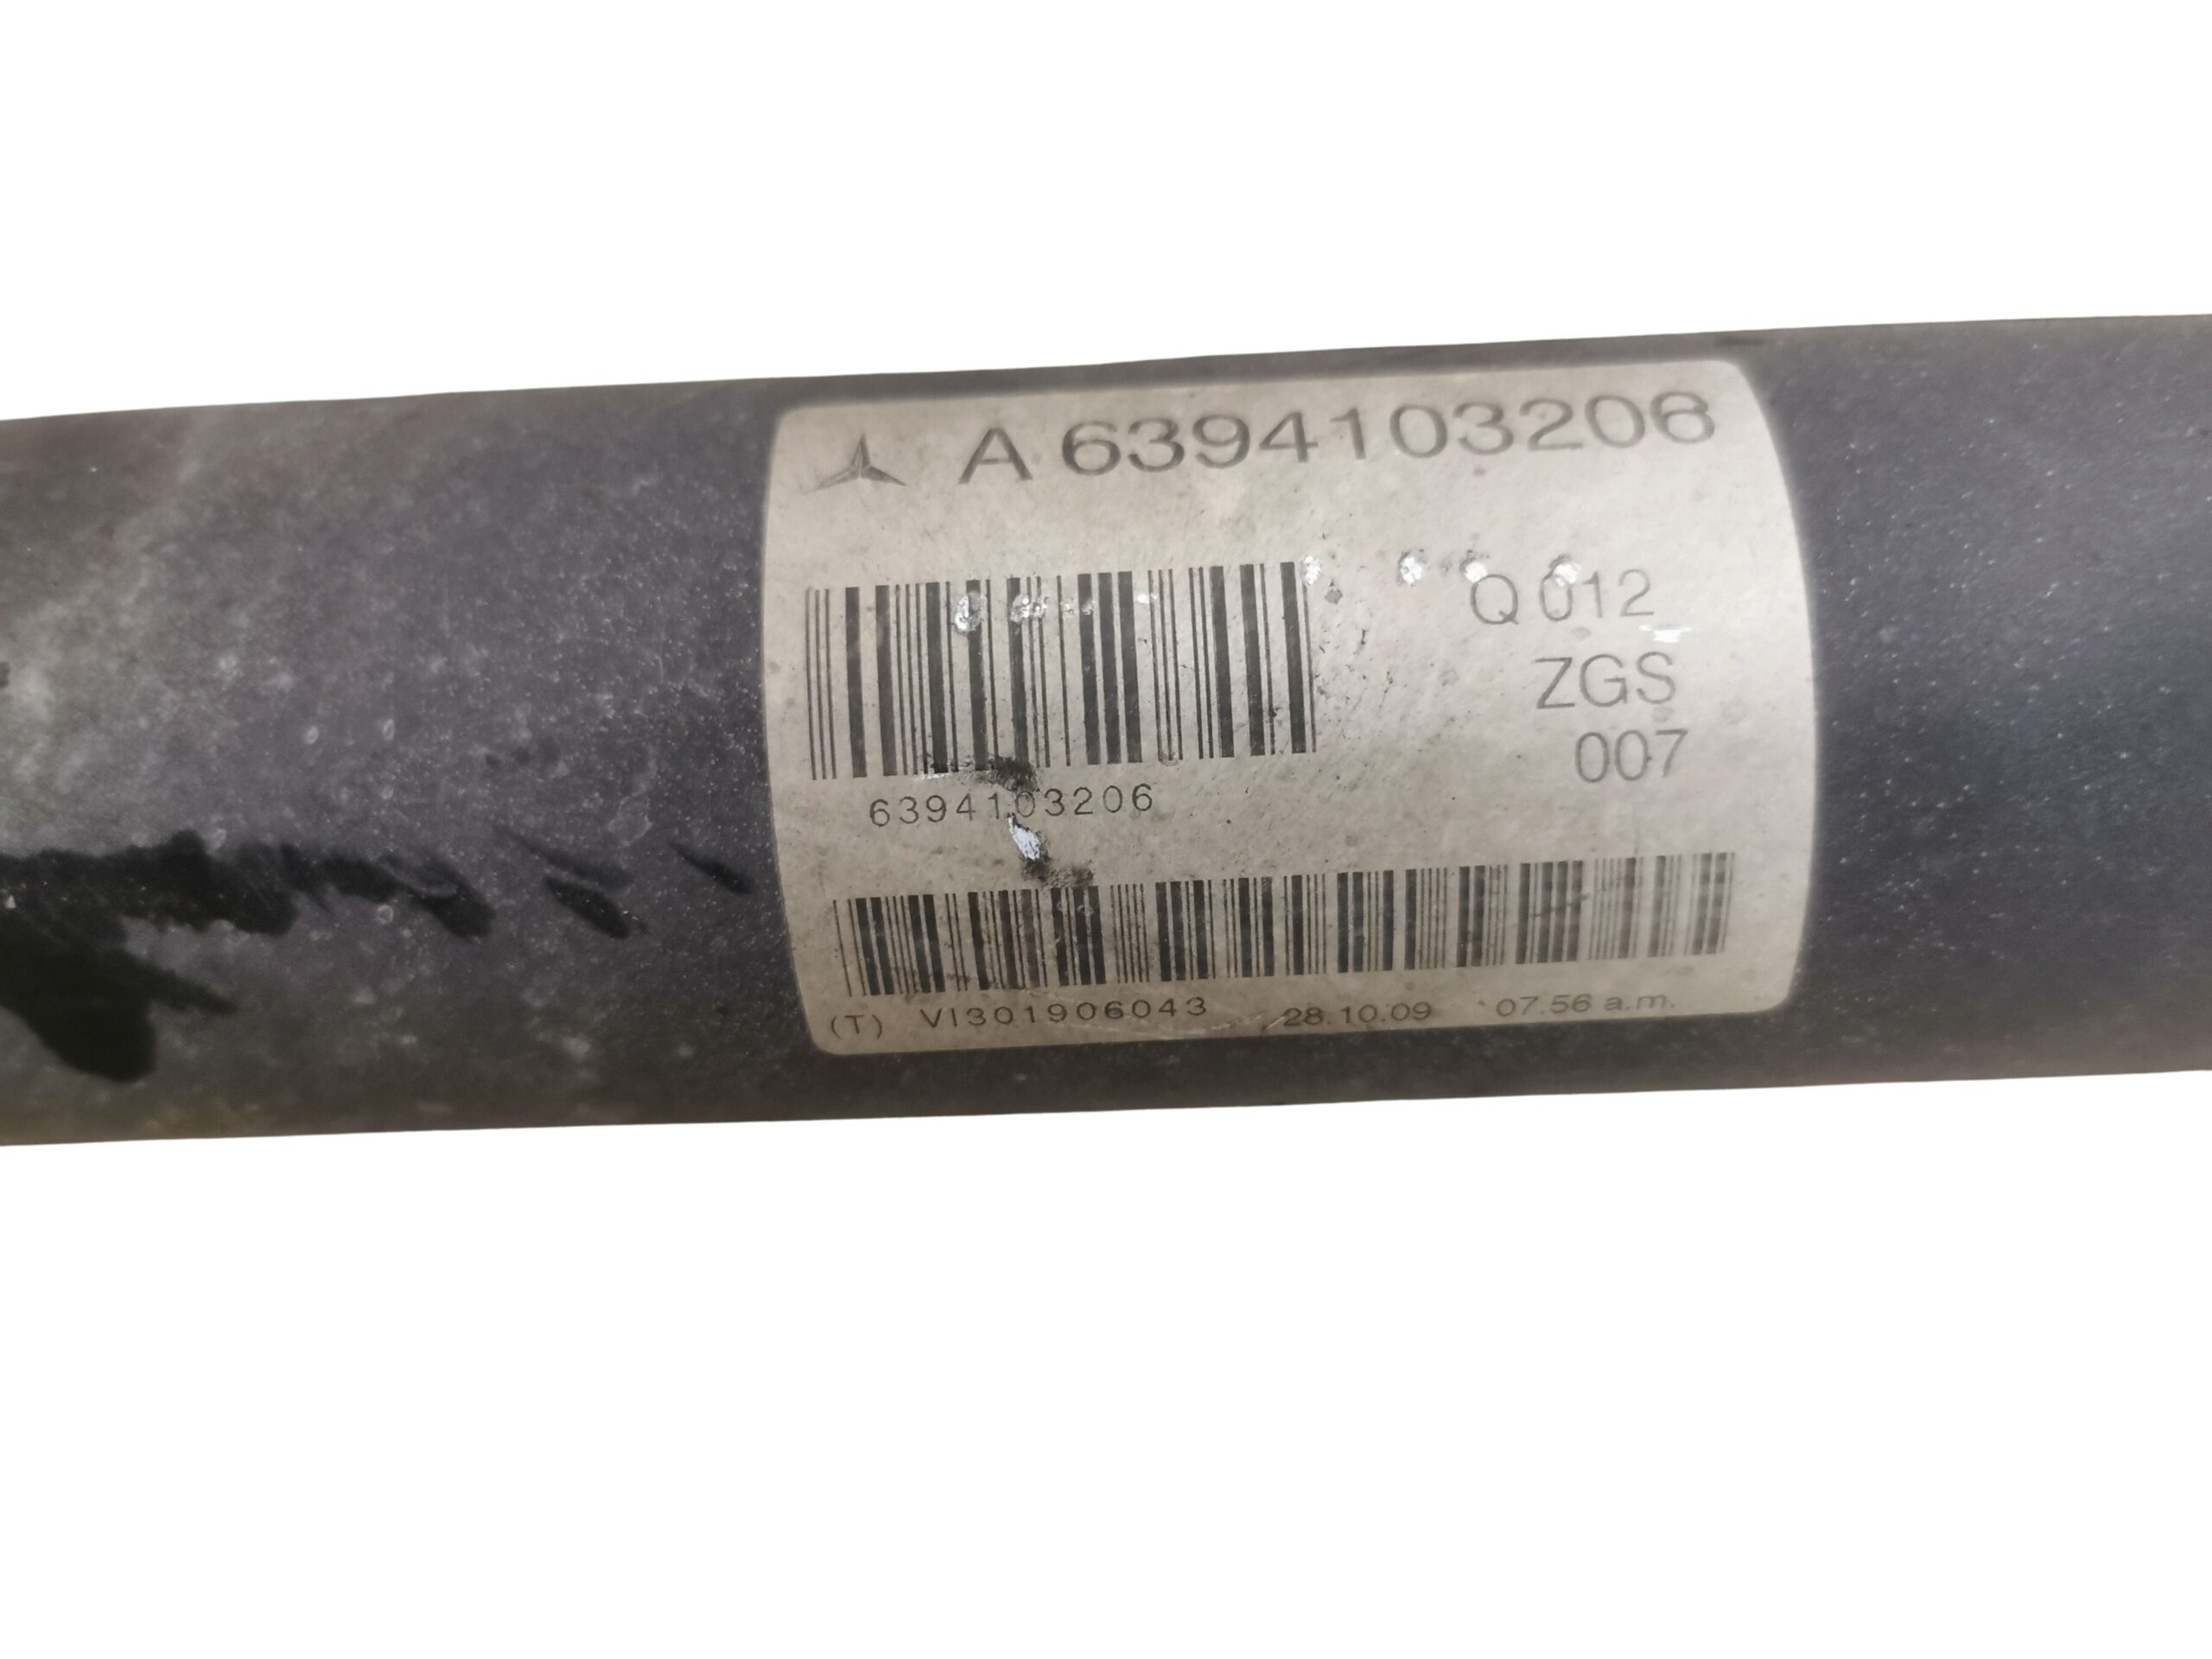 A 6394103206
Q 012
ZGS
007
6394103206
(T) VI301906043 28.10.09 07.56 a.m.